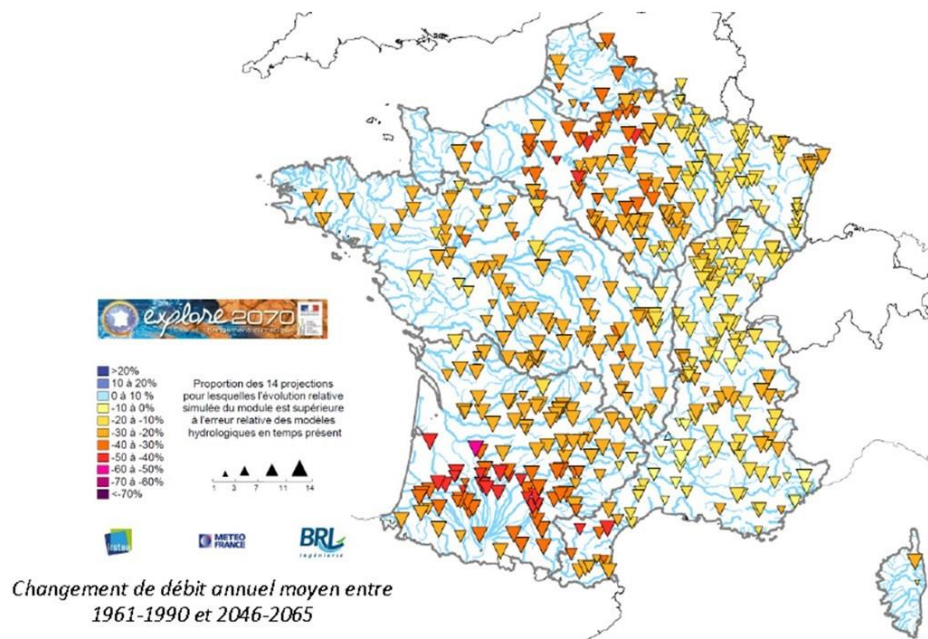 explore 2070
>20%
10 à 20%
0 à 10 %
-10 à 0%
-20 à -10%
-30 à -20%
-40 à -30%
-50 à -40%
-60 à -50%
-70 à -60%
<-70%
Proportion des 14 projections
pour lesquelles l'évolution relative
simulée du module est supérieure
à l'erreur relative des modèles
hydrologiques en temps présent
1 3 7 11 14
METEO
FRANCE
BRL
ingénierie
Changement de débit annuel moyen entre
1961-1990 et 2046-2065